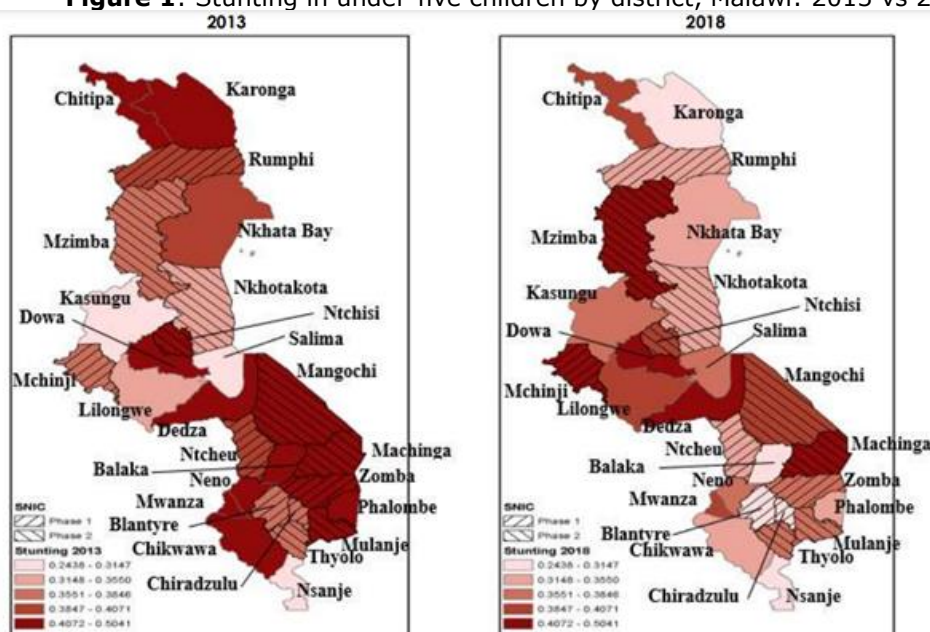 Figure 1: Stunting in under-five children by district, Malawi: 2013 vs 2
2013
Chitipa
Karonga
Rumphi
Mzimba
Nkhata Bay
Kasungu
Nkhotakota
Dowa
Ntchisi
Salima
Mchinji
Mangochi
Lilongwe
Dedza
Ntcheu
Machinga
Balaka
Neno
Zomba
Mwanza
Phalombe
Blantyre
Mulanje
Chikwawa
Thyolo
Chiradzulu
Nsanje
SNIC
Phase 1
Phase 2
Stunting 2013
0.2438 - 0.3147
0.3148 - 0.3550
0.3551 - 0.3846
0.3847 - 0.4071
0.4072 - 0.5041
2018
Chitipa
Karonga
Rumphi
Mzimba
Nkhata Bay
Kasungu
Nkhotakota
Dowa
Ntchisi
Salima
Mchinji
Mangochi
Lilongwe
Dedza
Ntcheu
Machinga
Balaka
Neno
Zomba
Mwanza
Phalombe
Blantyre
Mulanje
Chikwawa
Thyolo
Chiradzulu
Nsanje
SNIC
Phase 1
Phase 2
Stunting 2018
0.2438 - 0.3147
0.3148 - 0.3550
0.3551 - 0.3846
0.3847 - 0.4071
0.4072 - 0.5041